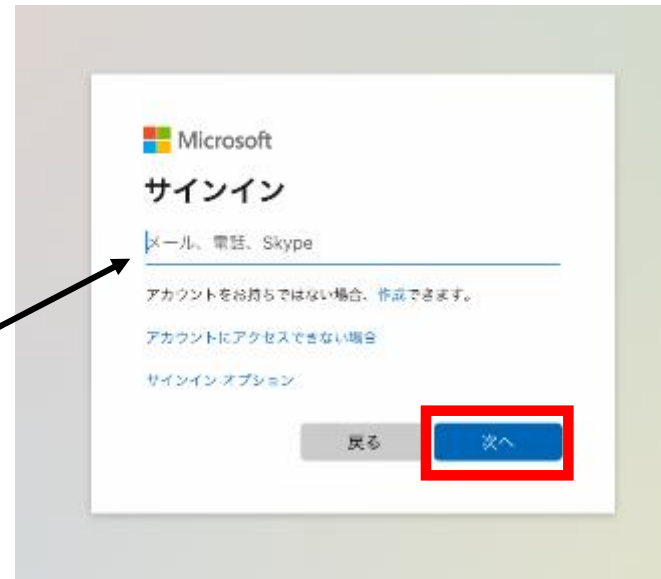 Microsoft
サインイン
メール、電話、Skype
アカウントをお持ちではない場合、作成できます。
アカウントにアクセスできない場合
サインイン オプション
戻る
次へ